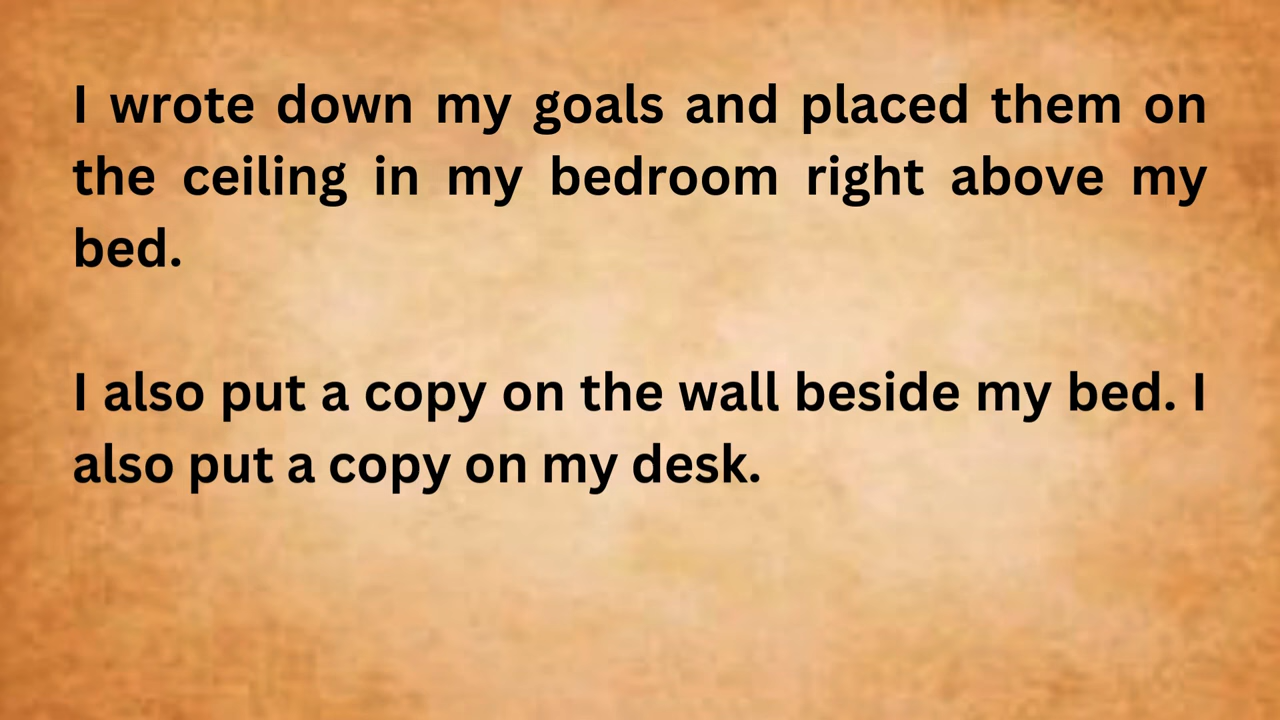 I wrote down my goals and placed them on
the ceiling in my bedroom right above my
bed.
I also put a copy on the wall beside my bed. I
also put a copy on my desk.